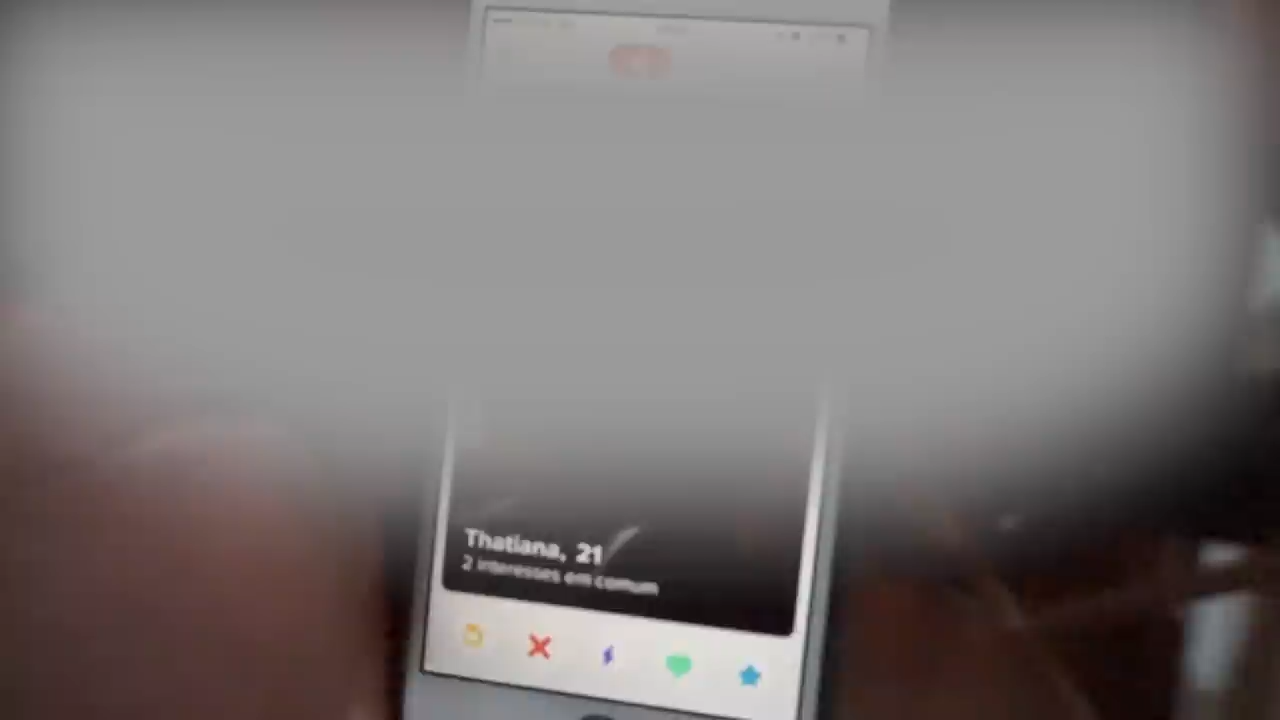 Thatiana, 21
2 interesses em comum